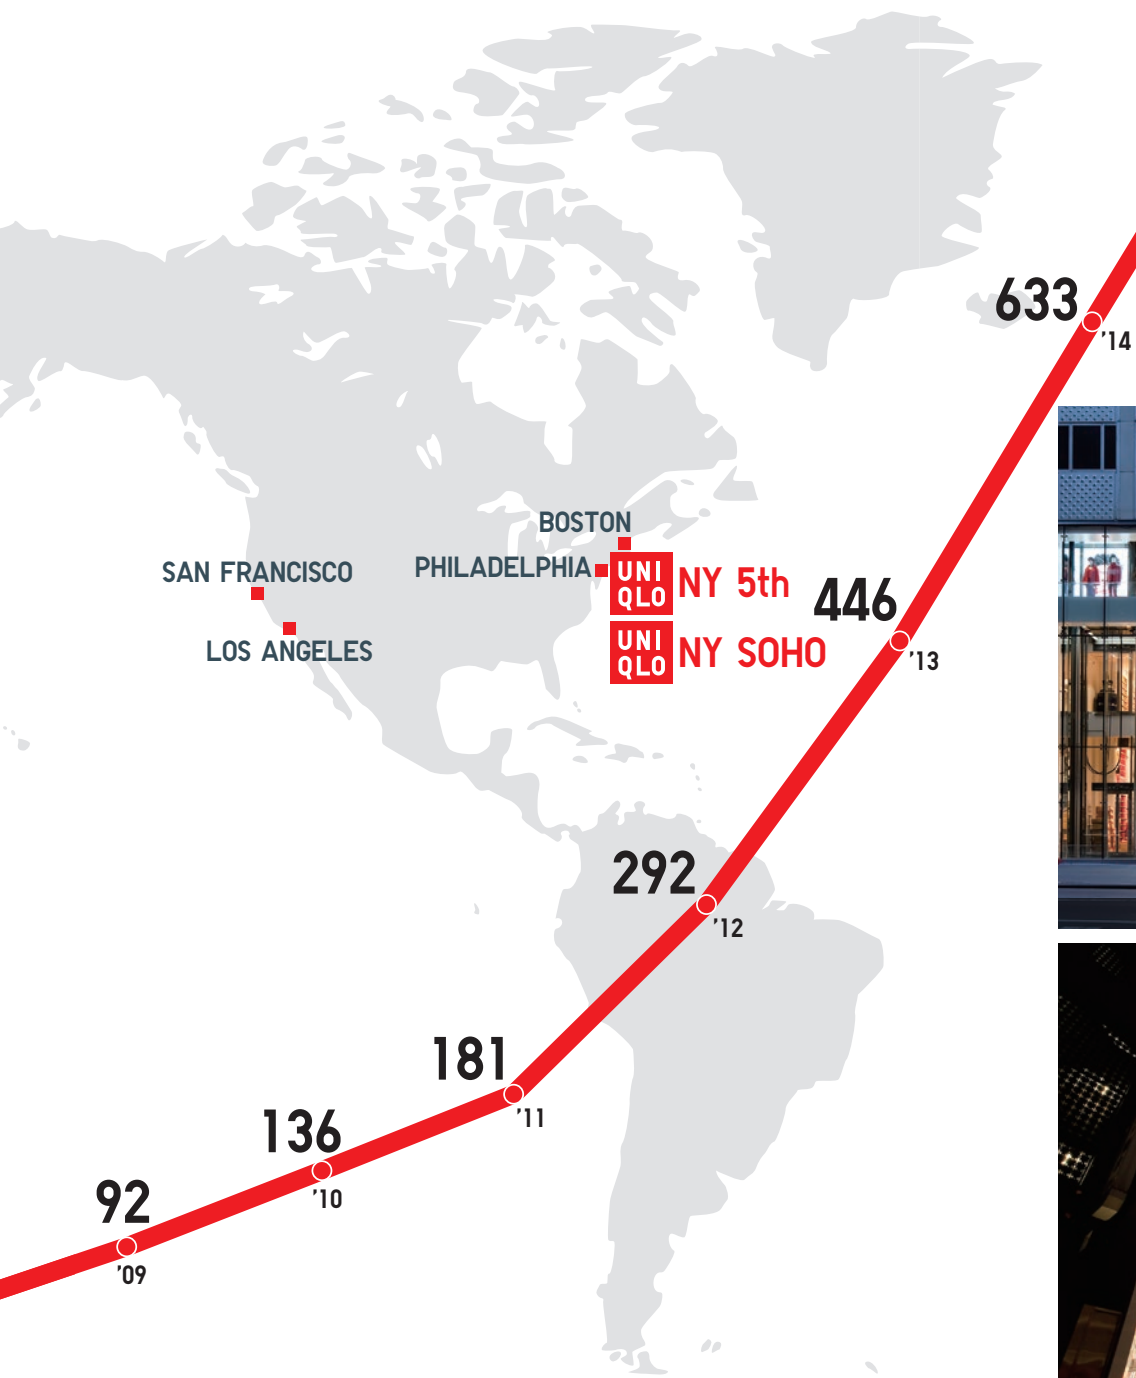 633
’14
BOSTON
PHILADELPHIA
SAN FRANCISCO
UNI
QLO
NY 5th
446
LOS ANGELES
UNI
QLO
NY SOHO
’13
292
’12
181
’11
136
’10
92
’09